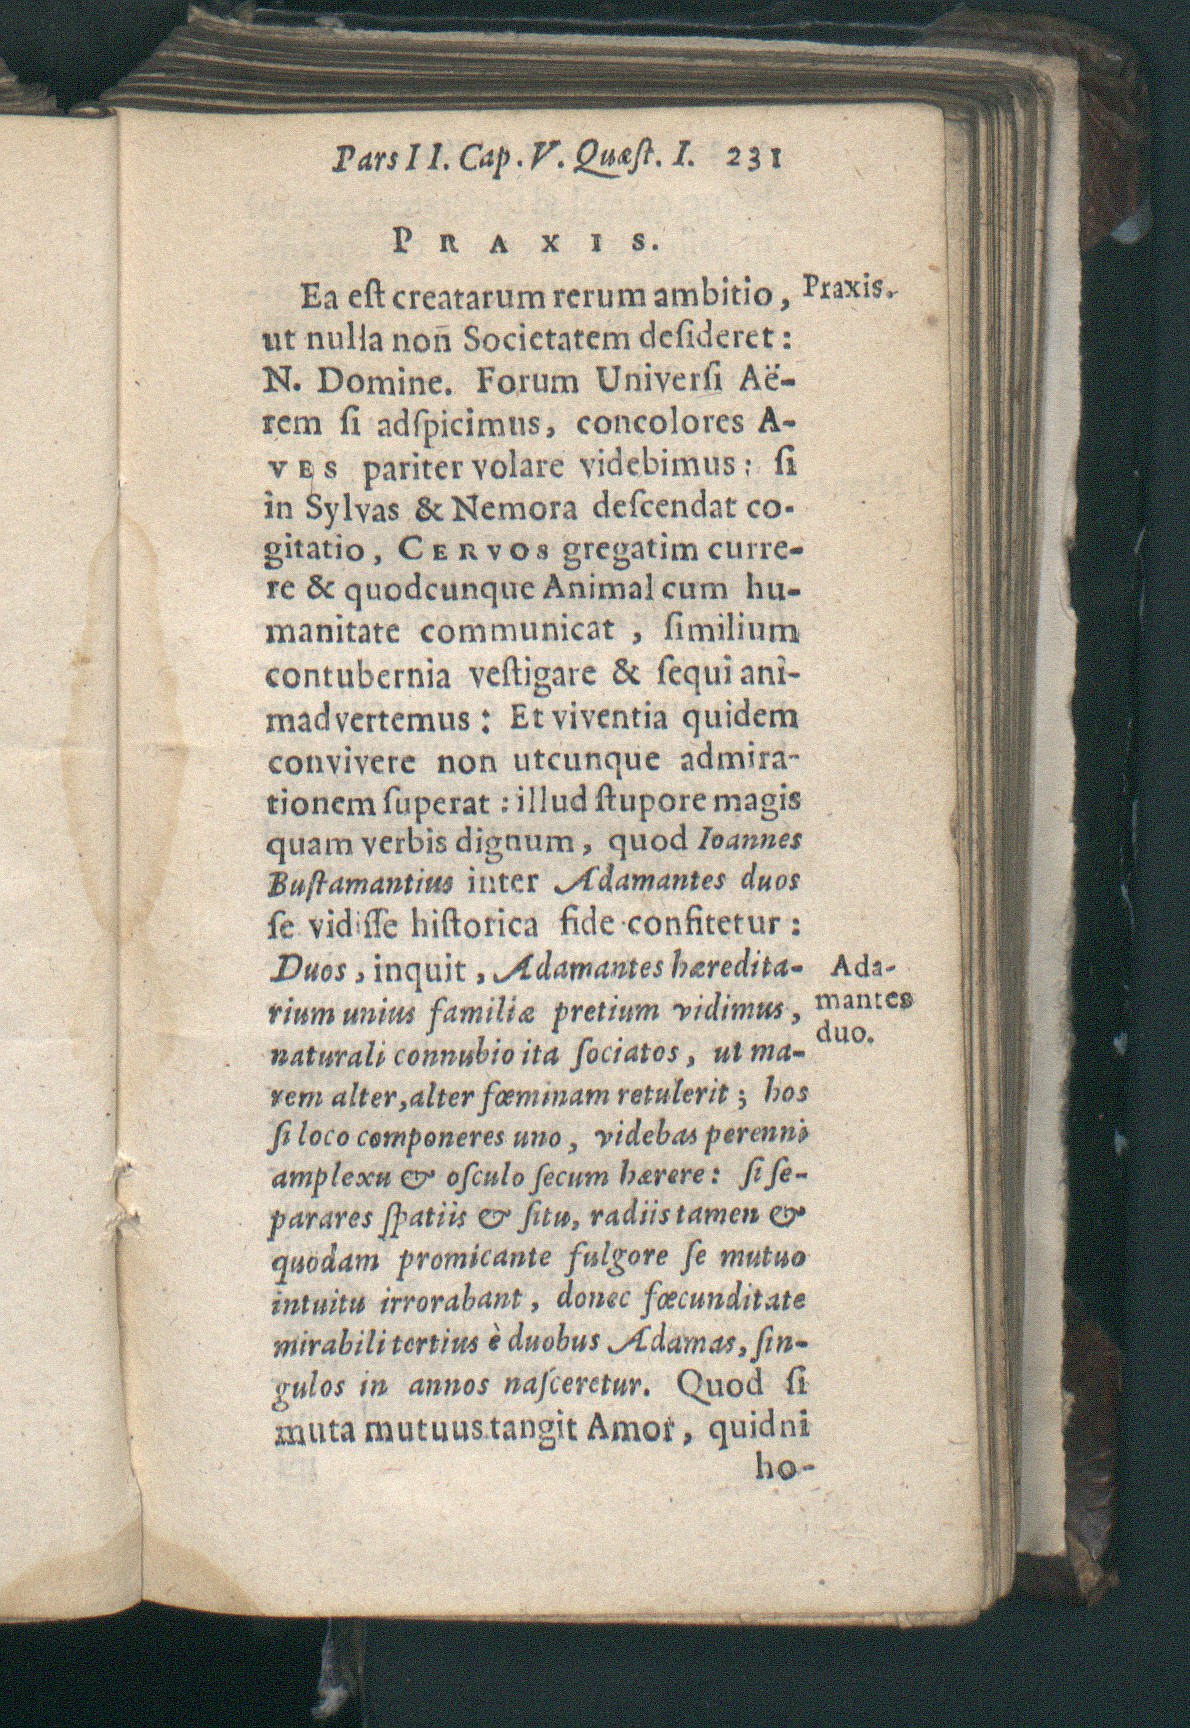 Pars II. Cap. V. Quæſt. I. 231
PRAXIS.
Ea eſt creatarum rerum ambitio, Praxis.
ut nulla non̄ Societatem deſideret:
N. Domine. Forum Univerſi Aë-
rem ſi adſpicimus, concolores A-
VES pariter volare videbimus: ſi
in Sylvas & Nemora deſcendat co-
gitatio, CERVOS gregatim curre-
re & quodcunque Animal cum hu-
manitate communicat, ſimilium
contubernia veſtigare & ſequi ani-
madvertemus: Et viventia quidem
convivere non utcunque admira-
tionem ſuperat: illud ſtupore magis
quam verbis dignum, quod Ioannes
Buſtamantius inter Adamantes duos
ſe vidiſſe hiſtorica fide confitetur:
Duos, inquit, Adamantes hæredita-
Ada-
rium unius familiæ pretium vidimus,
mantes
naturali connubio ita ſociatos, ut ma-
duo.
rem alter, alter fœminam retulerit; hos
ſi loco componeres uno, videbas perenni
amplexu & oſculo ſecum hærere: ſi ſe-
parares ſpatiis & ſitu, radiis tamen &
quodam promicante fulgore ſe mutuo
intuitu irrorabant, donec fœcunditate
mirabili tertius è duobus Adamas, ſin-
gulos in annos naſceretur. Quod ſi
muta mutuus tangit Amor, quidni
ho-